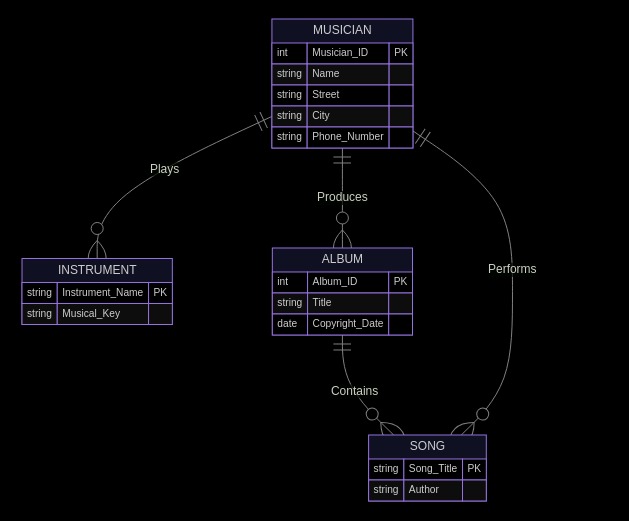 MUSICIAN
int Musician_ID PK
string Name
string Street
string City
string Phone_Number
Plays
Produces
Performs
INSTRUMENT
string Instrument_Name PK
string Musical_Key
ALBUM
int Album_ID PK
string Title
date Copyright_Date
Contains
SONG
string Song_Title PK
string Author